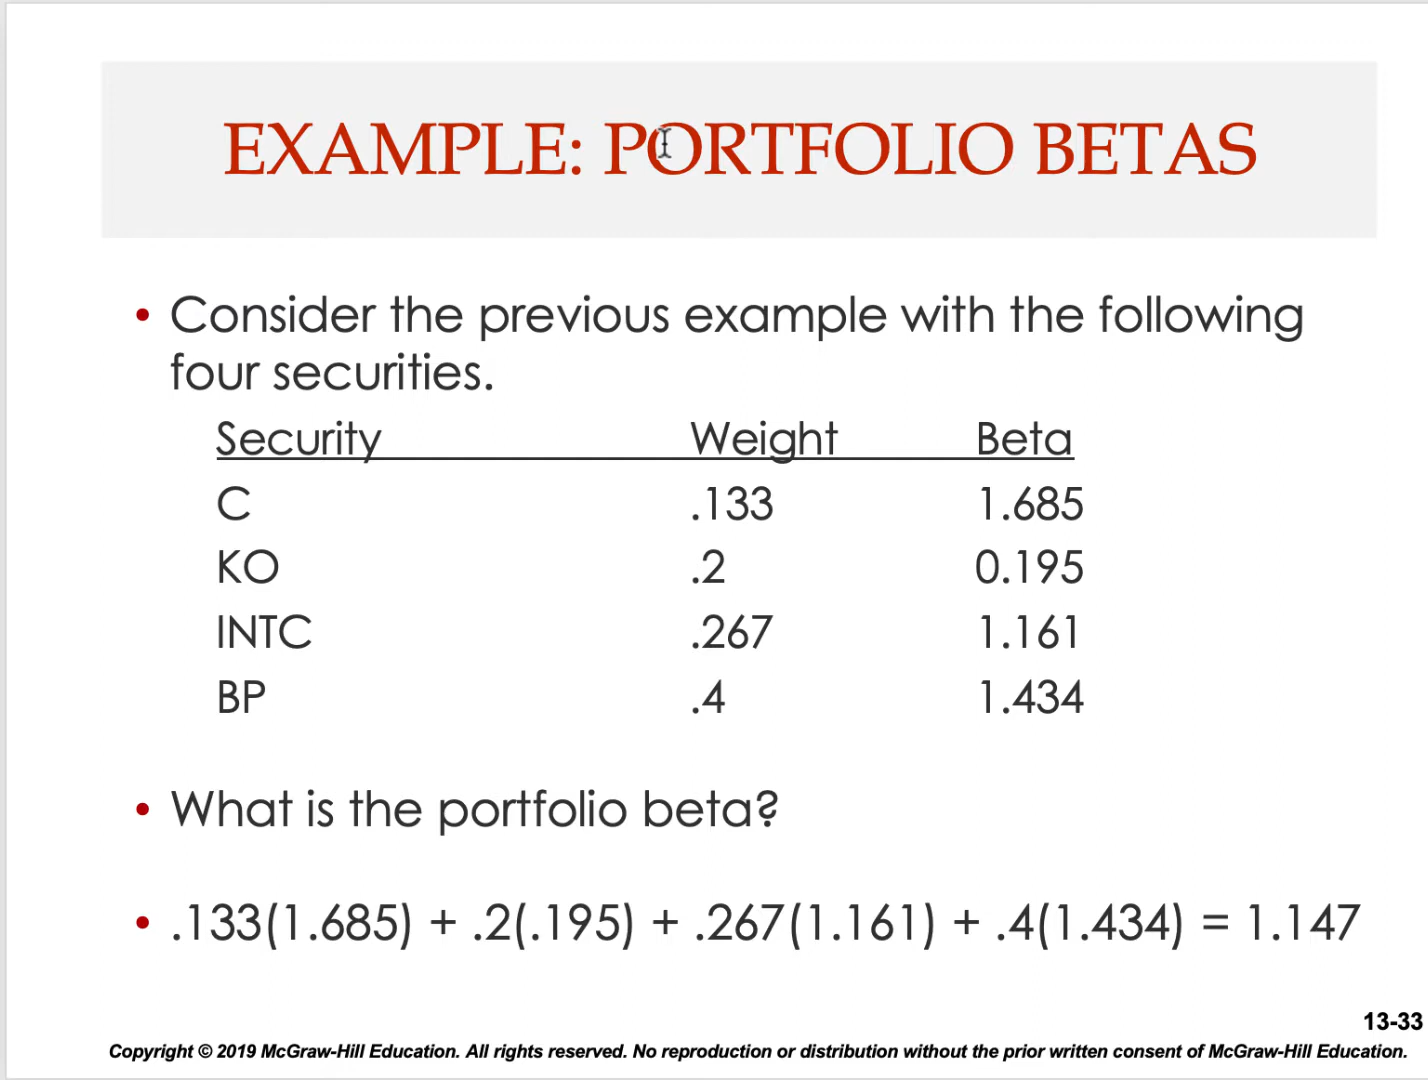 EXAMPLE: PORTFOLIO BETAS
• Consider the previous example with the following
four securities.
Security Weight Beta
C .133 1.685
KO .2 0.195
INTC .267 1.161
BP .4 1.434
• What is the portfolio beta?
• .133(1.685) + .2(.195) + .267(1.161) + .4(1.434) = 1.147
13-33
Copyright © 2019 McGraw-Hill Education. All rights reserved. No reproduction or distribution without the prior written consent of McGraw-Hill Education.